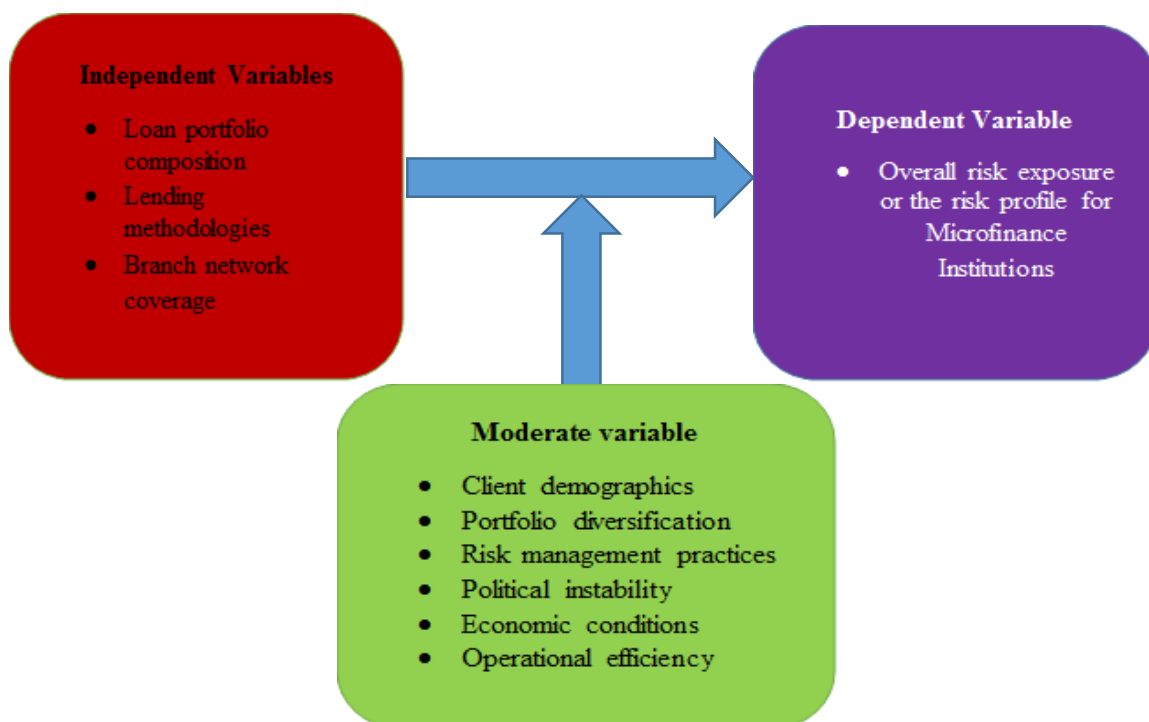 Independent Variables
• Loan portfolio
composition
• Lending
methodologies
• Branch network
coverage
Dependent Variable
• Overall risk exposure
or the risk profile for
Microfinance
Institutions
Moderate variable
• Client demographics
• Portfolio diversification
• Risk management practices
• Political instability
• Economic conditions
• Operational efficiency